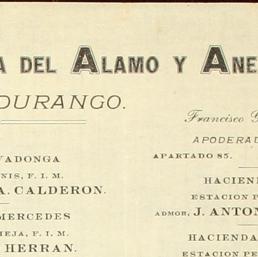 A DEL ALAMO Y ANE
DURANGO.
VADONGA
NIS, F. I. M.
A. CALDERON.
MERCEDES
IEJA, F. I. M.
HERRAN.
Francisco G
APODERAD
APARTADO 85.
HACIEND
ESTACION P
ADMOR, J. ANTON
HACIENDA
ESTACION PE